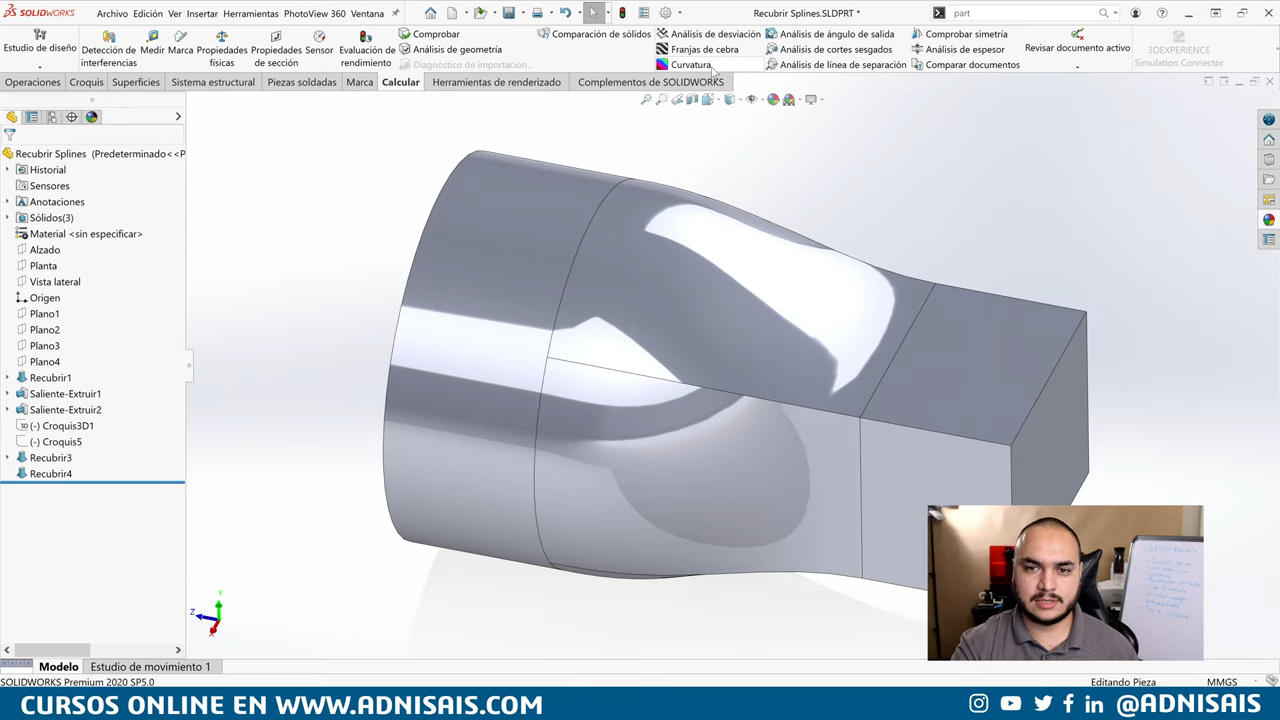 SOLIDWORKS
Archivo Edición Ver Insertar Herramientas PhotoView 360 Ventana
Recubrir Splines.SLDPRT *
part
Estudio de diseño
Detección de interferencias
Medir
Marca
Propiedades físicas
Propiedades de sección
Sensor
Evaluación de rendimiento
Comprobar
Análisis de geometría
Diagnóstico de importación...
Comparación de sólidos
Análisis de desviación
Franjas de cebra
Curvatura
Análisis de ángulo de salida
Análisis de cortes sesgados
Análisis de línea de separación
Comprobar simetría
Análisis de espesor
Comparar documentos
Revisar documento activo
3DEXPERIENCE
Simulation Connector
Operaciones Croquis Superficies Sistema estructural Piezas soldadas Marca Calcular Herramientas de renderizado Complementos de SOLIDWORKS
Recubrir Splines (Predeterminado<<P
Historial
Sensores
Anotaciones
Sólidos(3)
Material <sin especificar>
Alzado
Planta
Vista lateral
Origen
Plano1
Plano2
Plano3
Plano4
Recubrir1
Saliente-Extruir1
Saliente-Extruir2
(-) Croquis3D1
(-) Croquis5
Recubrir3
Recubrir4
Y
Z
X
Modelo Estudio de movimiento 1
SOLIDWORKS Premium 2020 SP5.0
Editando Pieza
MMGS
CURSOS ONLINE EN WWW.ADNISAIS.COM
@ADNISAIS